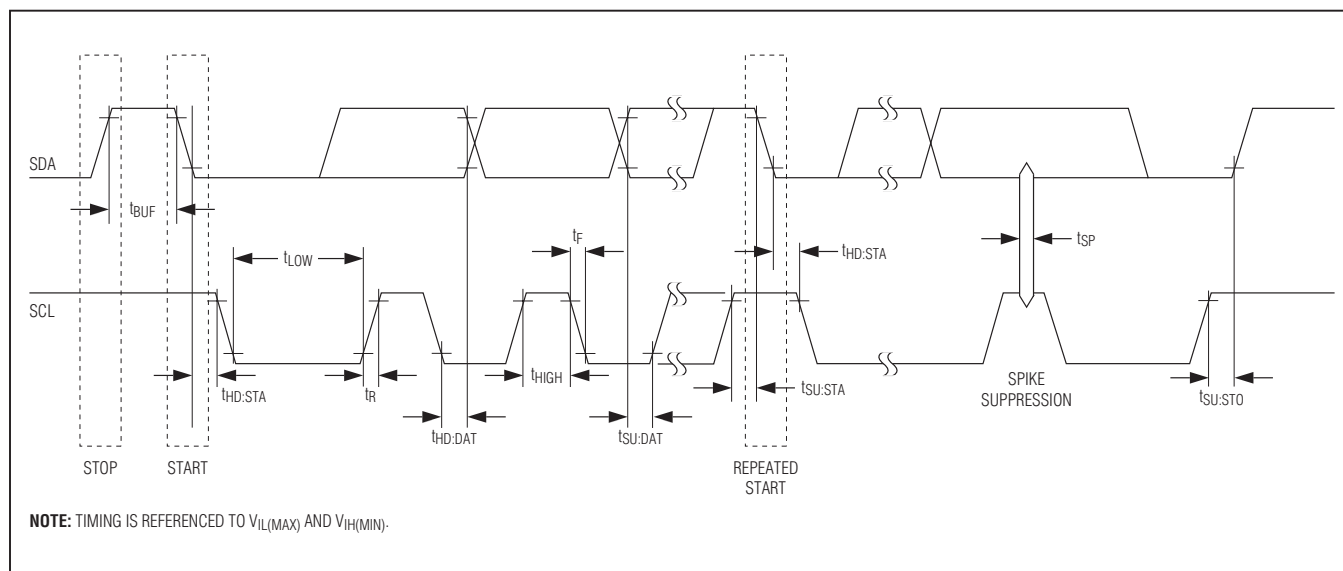 SDA
tBUF
tLOW
tF
tHD:STA
tSP
SCL
tHD:STA
tR
tHIGH
tSU:STA
SPIKE
SUPPRESSION
tSU:STO
tHD:DAT
tSU:DAT
STOP
START
REPEATED
START
NOTE: TIMING IS REFERENCED TO VIL(MAX) AND VIH(MIN).